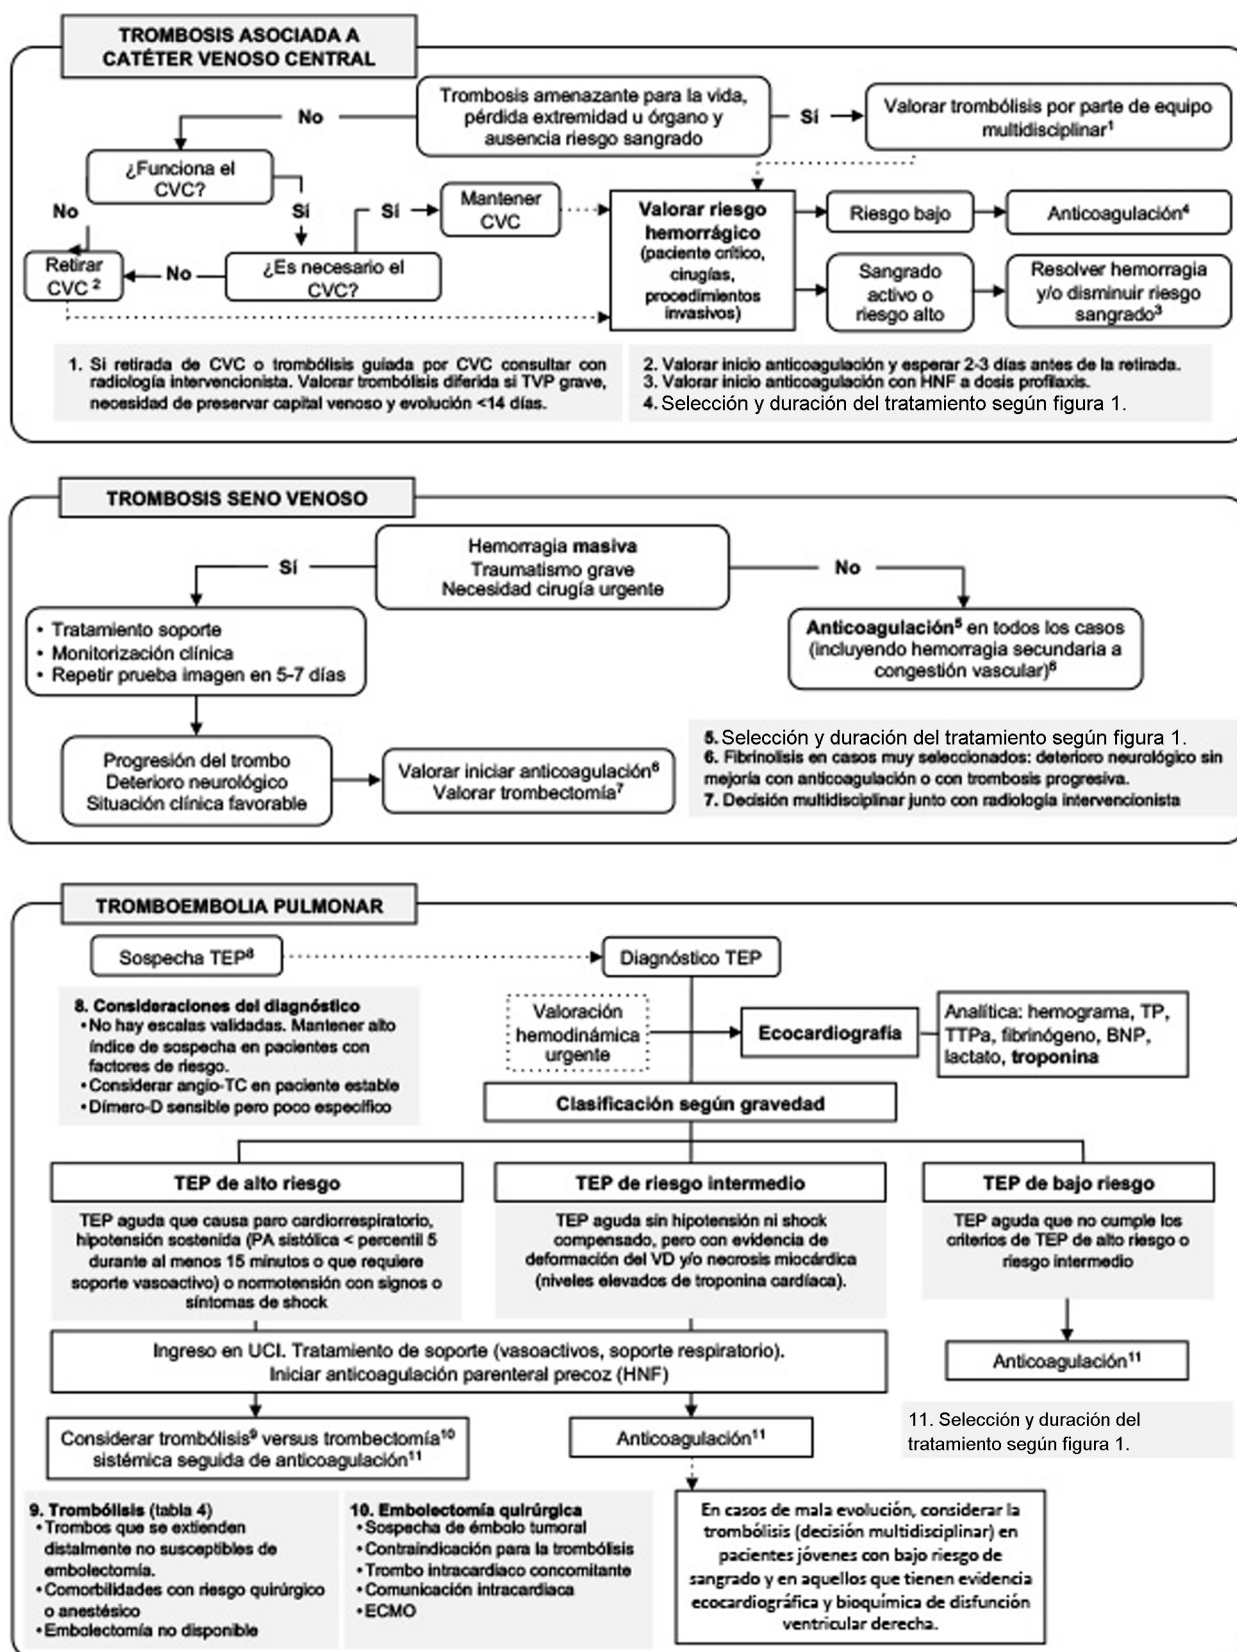 TROMBOSIS ASOCIADA A
CATÉTER VENOSO CENTRAL
Trombosis amenazante para la vida,
pérdida extremidad u órgano y
ausencia riesgo sangrado
No
Sí
Valorar trombólisis por parte de equipo
multidisciplinar1
¿Funciona el
CVC?
No
Sí
Sí
Mantener
CVC
Valorar riesgo
hemorrágico
(paciente crítico,
cirugías,
procedimientos
invasivos)
Riesgo bajo
Anticoagulación4
Retirar
CVC 2
No
¿Es necesario el
CVC?
Sangrado
activo o
riesgo alto
Resolver hemorragia
y/o disminuir riesgo
sangrado3
1. Si retirada de CVC o trombólisis guiada por CVC consultar con
radiología intervencionista. Valorar trombólisis diferida si TVP grave,
necesidad de preservar capital venoso y evolución <14 días.
2. Valorar inicio anticoagulación y esperar 2-3 días antes de la retirada.
3. Valorar inicio anticoagulación con HNF a dosis profilaxis.
4. Selección y duración del tratamiento según figura 1.
TROMBOSIS SENO VENOSO
Hemorragia masiva
Traumatismo grave
Necesidad cirugía urgente
Sí
No
• Tratamiento soporte
• Monitorización clínica
• Repetir prueba imagen en 5-7 días
Anticoagulación5 en todos los casos
(incluyendo hemorragia secundaria a
congestión vascular)6
Progresión del trombo
Deterioro neurológico
Situación clínica favorable
Valorar iniciar anticoagulación6
Valorar trombectomía7
5. Selección y duración del tratamiento según figura 1.
6. Fibrinolisis en casos muy seleccionados: deterioro neurológico sin
mejoría con anticoagulación o con trombosis progresiva.
7. Decisión multidisciplinar junto con radiología intervencionista
TROMBOEMBOLIA PULMONAR
Sospecha TEP8
Diagnóstico TEP
8. Consideraciones del diagnóstico
• No hay escalas validadas. Mantener alto
índice de sospecha en pacientes con
factores de riesgo.
• Considerar angio-TC en paciente estable
• Dímero-D sensible pero poco específico
Valoración
hemodinámica
urgente
Ecocardiografía
Analítica: hemograma, TP,
TTPa, fibrinógeno, BNP,
lactato, troponina
Clasificación según gravedad
TEP de alto riesgo
TEP aguda que causa paro cardiorrespiratorio,
hipotensión sostenida (PA sistólica < percentil 5
durante al menos 15 minutos o que requiere
soporte vasoactivo) o normotensión con signos o
síntomas de shock
TEP de riesgo intermedio
TEP aguda sin hipotensión ni shock
compensado, pero con evidencia de
deformación del VD y/o necrosis miocárdica
(niveles elevados de troponina cardíaca).
TEP de bajo riesgo
TEP aguda que no cumple los
criterios de TEP de alto riesgo o
riesgo intermedio
Ingreso en UCI. Tratamiento de soporte (vasoactivos, soporte respiratorio).
Iniciar anticoagulación parenteral precoz (HNF)
Anticoagulación11
Considerar trombólisis9 versus trombectomía10
sistémica seguida de anticoagulación11
Anticoagulación11
11. Selección y duración del
tratamiento según figura 1.
9. Trombólisis (tabla 4)
• Trombos que se extienden
distalmente no susceptibles de
embolectomía.
• Comorbilidades con riesgo quirúrgico
o anestésico
• Embolectomía no disponible
10. Embolectomía quirúrgica
• Sospecha de émbolo tumoral
• Contraindicación para la trombólisis
• Trombo intracardiaco concomitante
• Comunicación intracardiaca
• ECMO
En casos de mala evolución, considerar la
trombólisis (decisión multidisciplinar) en
pacientes jóvenes con bajo riesgo de
sangrado y en aquellos que tienen evidencia
ecocardiográfica y bioquímica de disfunción
ventricular derecha.